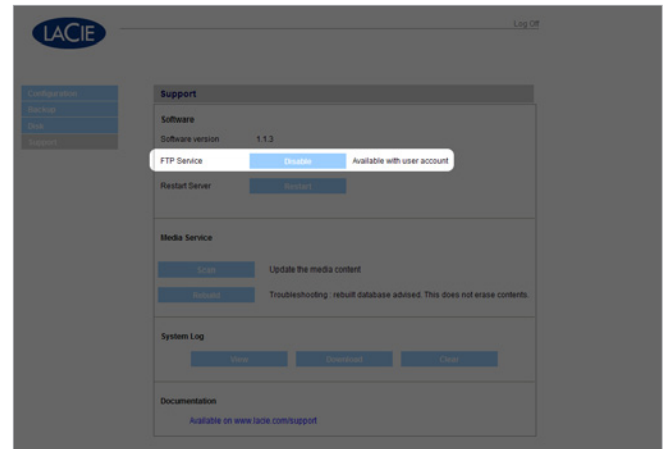 LACIE
Log Off
Configuration
Backup
Disk
Support
Support
Software
Software version 1.1.3
FTP Service Disable Available with user account
Restart Server Restart
Media Service
Scan Update the media content
Rebuild Troubleshooting : rebuilt database advised. This does not erase contents.
System Log
View Download Clear
Documentation
Available on www.lacie.com/support